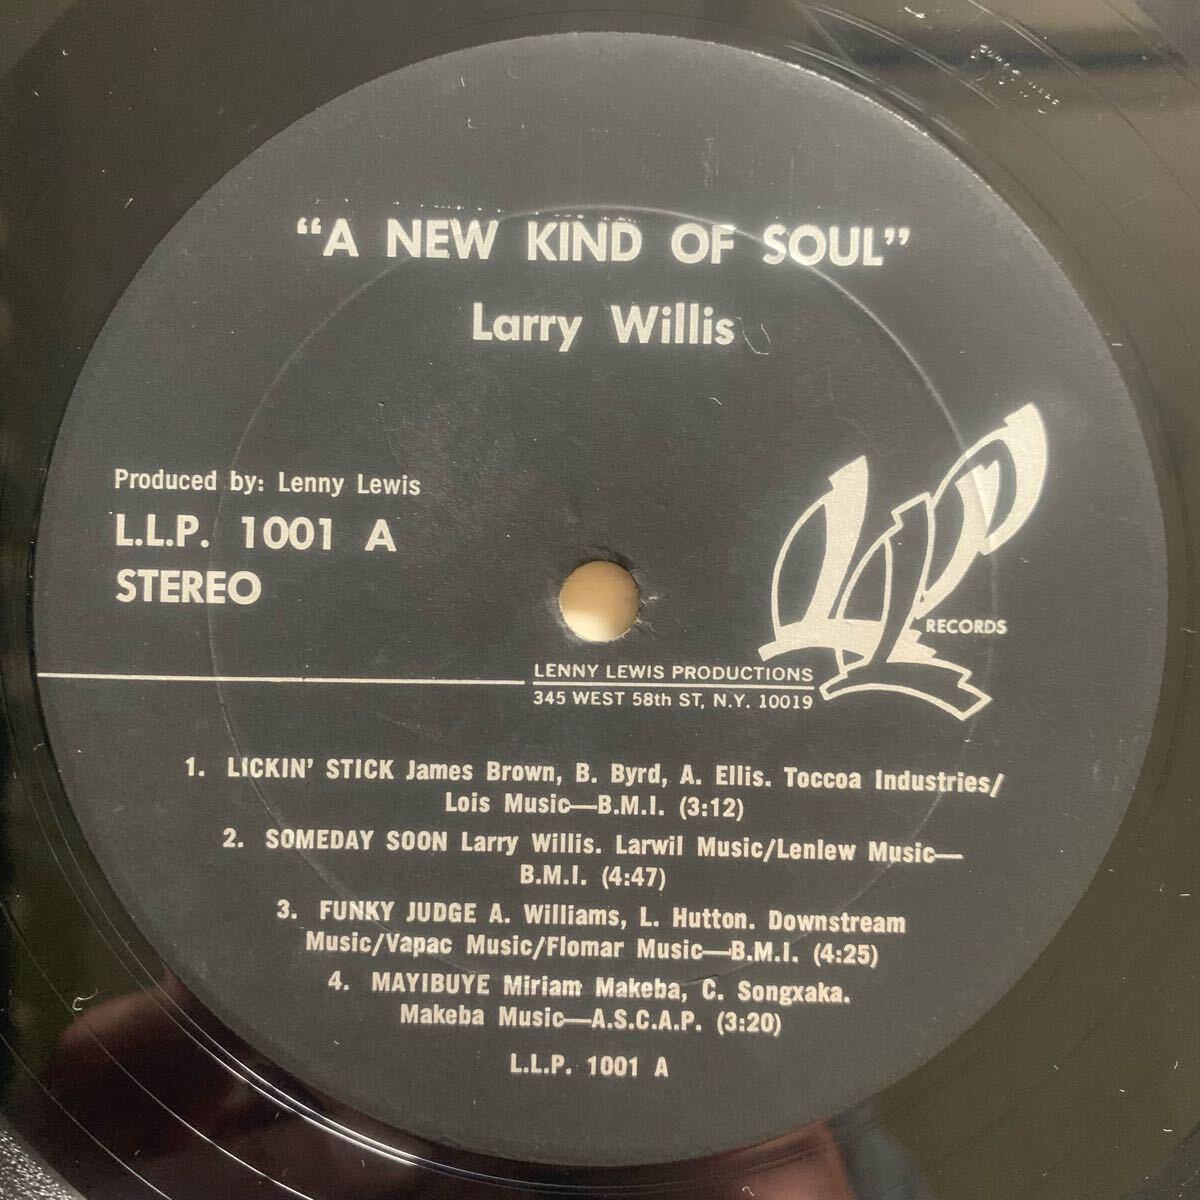 “A NEW KIND OF SOUL”
Larry Willis
Produced by: Lenny Lewis
L.L.P. 1001 A
STEREO
LLP
RECORDS
LENNY LEWIS PRODUCTIONS
345 WEST 58th ST, N.Y. 10019
1. LICKIN’ STICK James Brown, B. Byrd, A. Ellis. Toccoa Industries/
Lois Music—B.M.I. (3:12)
2. SOMEDAY SOON Larry Willis. Larwil Music/Lenlew Music—
B.M.I. (4:47)
3. FUNKY JUDGE A. Williams, L. Hutton. Downstream
Music/Vapac Music/Flomar Music—B.M.I. (4:25)
4. MAYIBUYE Miriam Makeba, C. Songxaka.
Makeba Music—A.S.C.A.P. (3:20)
L.L.P. 1001 A